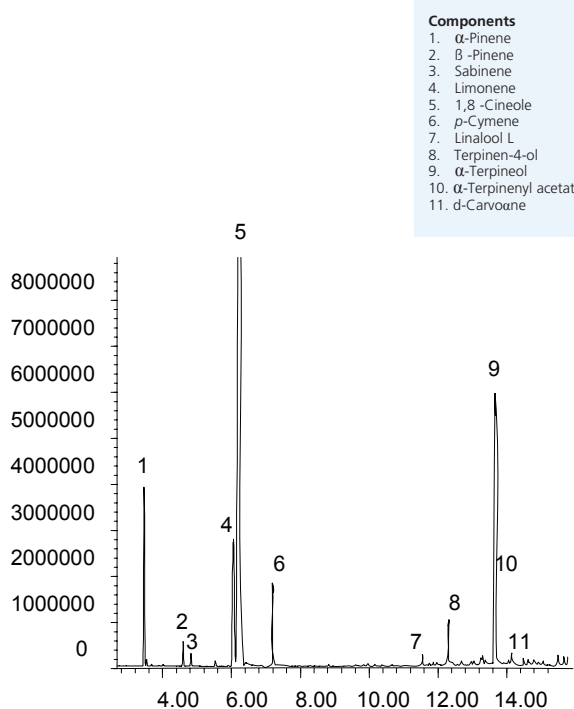 Components
1. α-Pinene
2. ß -Pinene
3. Sabinene
4. Limonene
5. 1,8 -Cineole
6. p-Cymene
7. Linalool L
8. Terpinen-4-ol
9. α-Terpineol
10. α-Terpinenyl acetat
11. d-Carvoαne
5
8000000
7000000
6000000
9
5000000
4000000
1
3000000
4
2000000
6
10
1000000
8
2
3
7
11
0
4.00 6.00 8.00 10.00 12.00 14.00